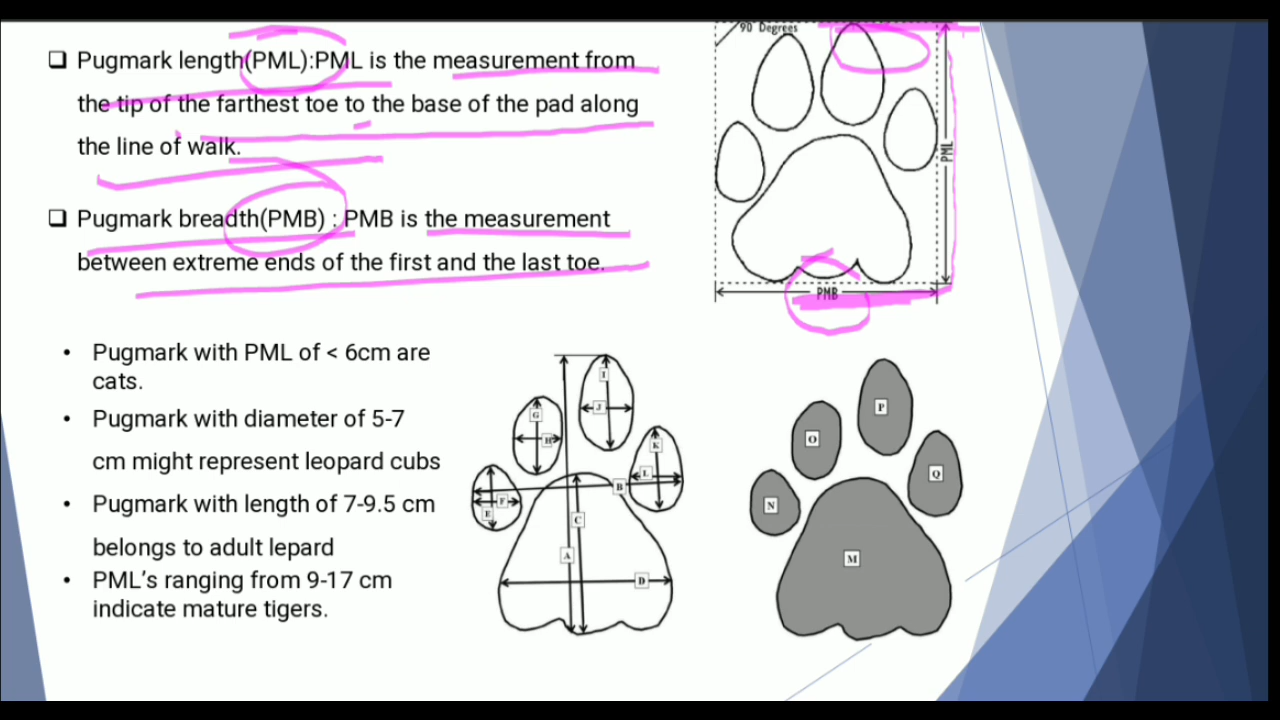 ❑ Pugmark length(PML):PML is the measurement from
the tip of the farthest toe to the base of the pad along
the line of walk.
❑ Pugmark breadth(PMB) : PMB is the measurement
between extreme ends of the first and the last toe.
90 Degrees
PML
PMB
• Pugmark with PML of < 6cm are
cats.
• Pugmark with diameter of 5-7
cm might represent leopard cubs
• Pugmark with length of 7-9.5 cm
belongs to adult lepard
• PML’s ranging from 9-17 cm
indicate mature tigers.
I
J
G
H
K
L
B
F
E
C
A
D
P
O
Q
N
M